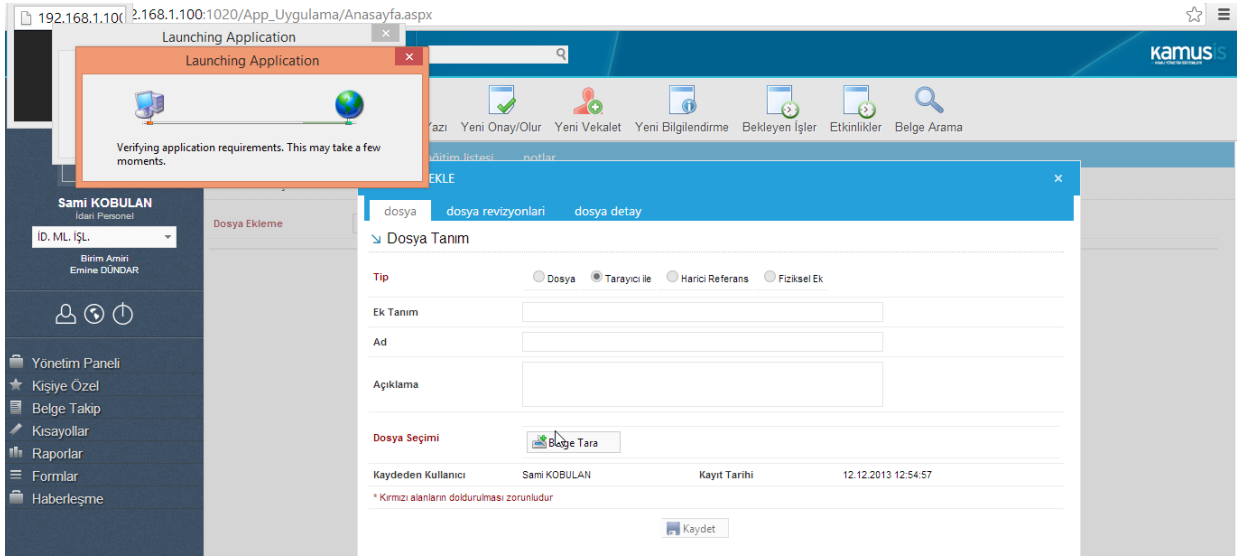 192.168.1.10(
2.168.1.100:1020/App_Uygulama/Anasayfa.aspx
Launching Application
Launching Application
Verifying application requirements. This may take a few
moments.
kamusis
Yazı Yeni Onay/Olur Yeni Vekalet Yeni Bilgilendirme Bekleyen İşler Etkinlikler Belge Arama
listesi notlar
EKLE
Sami KOBULAN
İdari Personel
İD. ML. İŞL.
Birim Amiri
Emine DÜNDAR
Yönetim Paneli
Kişiye Özel
Belge Takip
Kısayollar
Raporlar
Formlar
Haberleşme
Dosya Ekleme
dosya dosya revizyonlari dosya detay
Dosya Tanım
Tip Dosya Tarayıcı ile Harici Referans Fiziksel Ek
Ek Tanım
Ad
Açıklama
Dosya Seçimi Belge Tara
Kaydeden Kullanıcı Sami KOBULAN Kayıt Tarihi 12.12.2013 12:54:57
* Kırmızı alanların doldurulması zorunludur
Kaydet